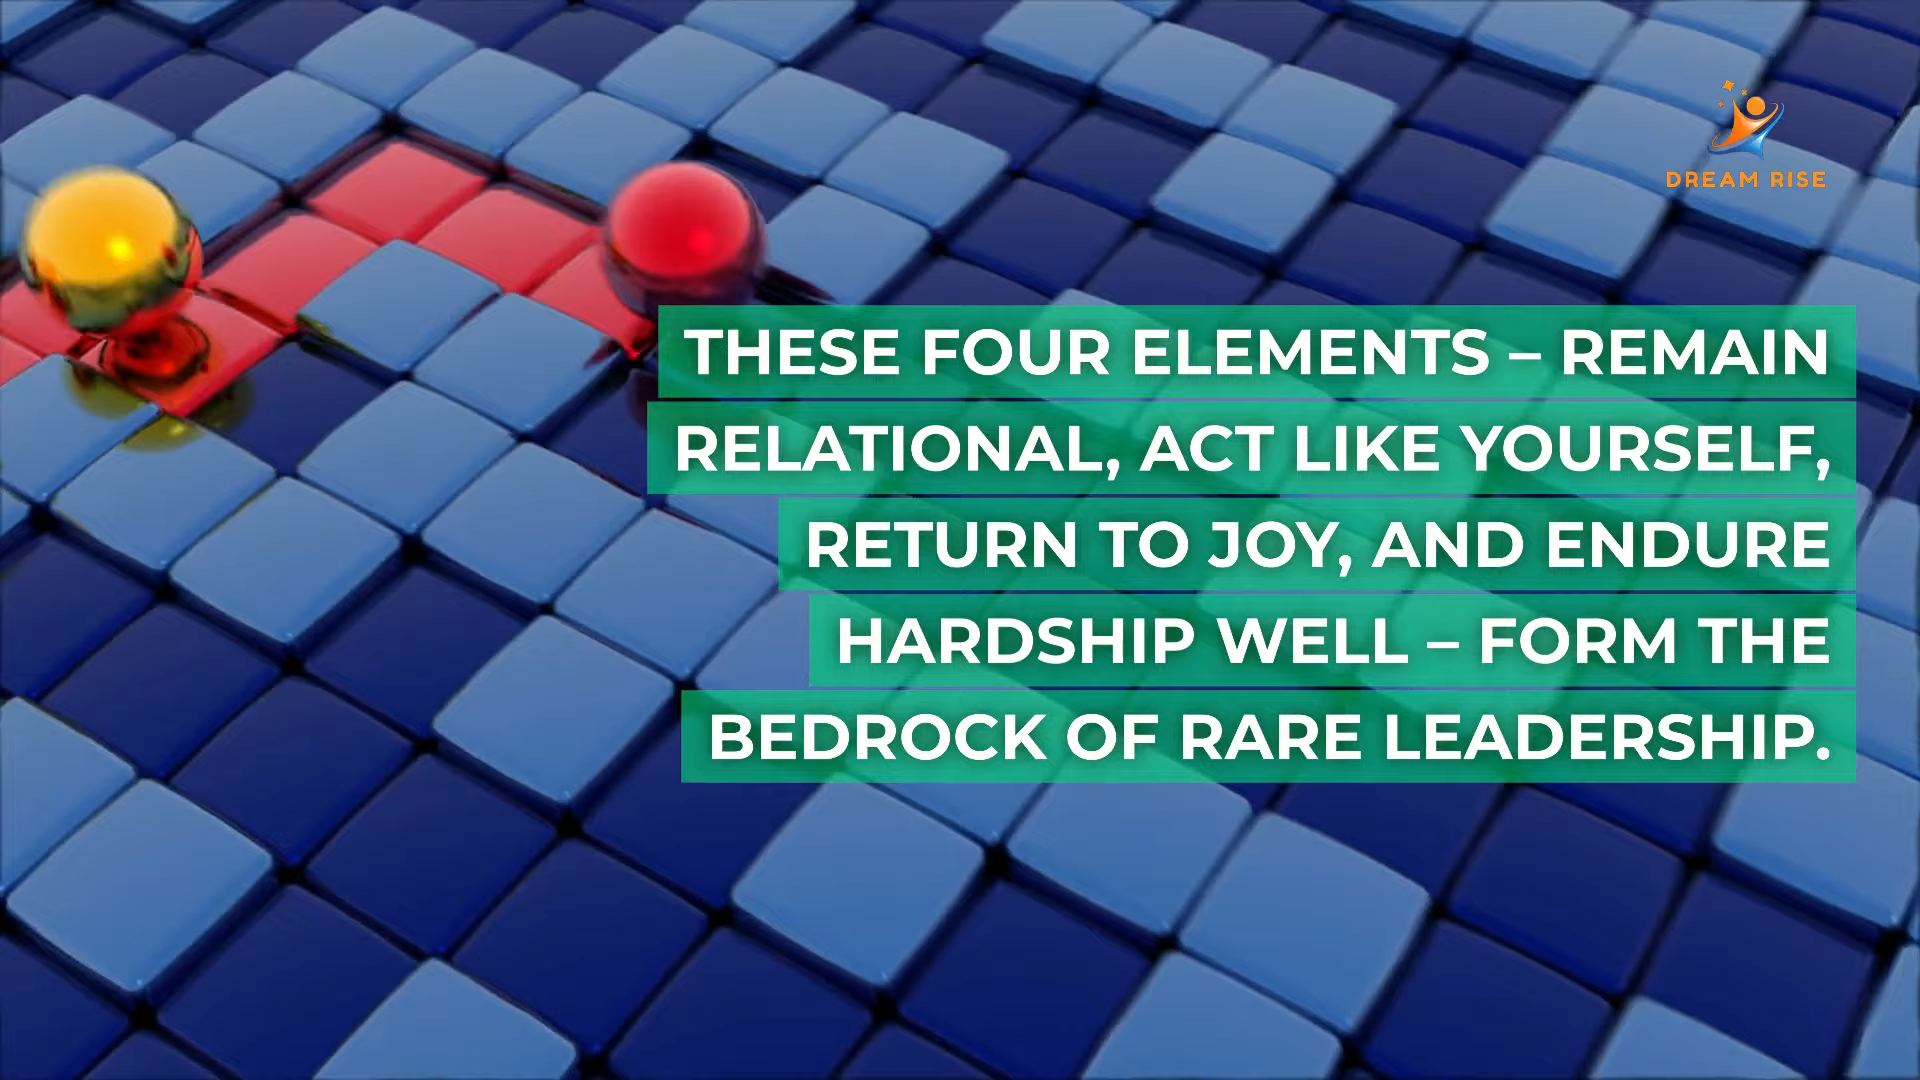 DREAM RISE
THESE FOUR ELEMENTS – REMAIN
RELATIONAL, ACT LIKE YOURSELF,
RETURN TO JOY, AND ENDURE
HARDSHIP WELL – FORM THE
BEDROCK OF RARE LEADERSHIP.